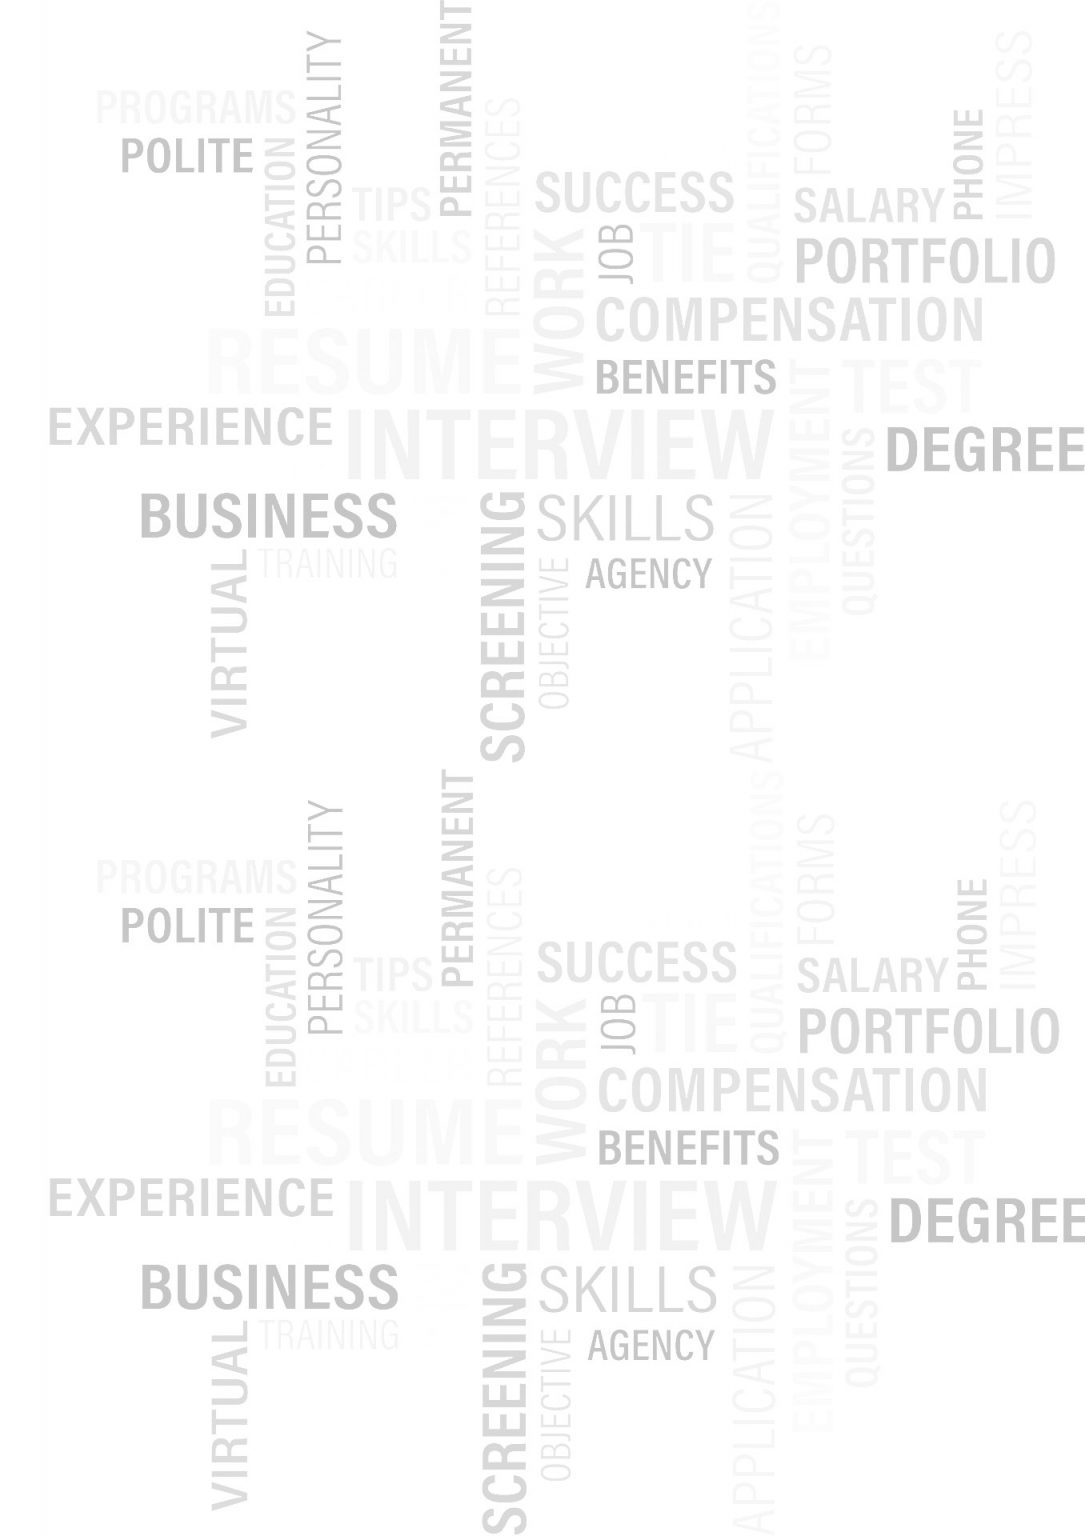 PERMANENT
PERSONALITY
PROGRAMS
POLITE
EDUCATION
TIPS
SKILLS
REFERENCES
SUCCESS
WORK
JOB
TIE
QUALIFICATIONS
FORMS
SALARY
PHONE
IMPRESS
PORTFOLIO
COMPENSATION
RESUME
BENEFITS
TEST
EXPERIENCE
INTERVIEW
EMPLOYMENT
QUESTIONS
DEGREE
BUSINESS
TRAINING
VIRTUAL
SCREENING
SKILLS
OBJECTIVE
AGENCY
APPLICATION
PERMANENT
PERSONALITY
PROGRAMS
POLITE
EDUCATION
TIPS
SKILLS
REFERENCES
SUCCESS
WORK
JOB
TIE
QUALIFICATIONS
FORMS
SALARY
PHONE
IMPRESS
PORTFOLIO
COMPENSATION
RESUME
BENEFITS
TEST
EXPERIENCE
INTERVIEW
EMPLOYMENT
QUESTIONS
DEGREE
BUSINESS
TRAINING
VIRTUAL
SCREENING
SKILLS
OBJECTIVE
AGENCY
APPLICATION